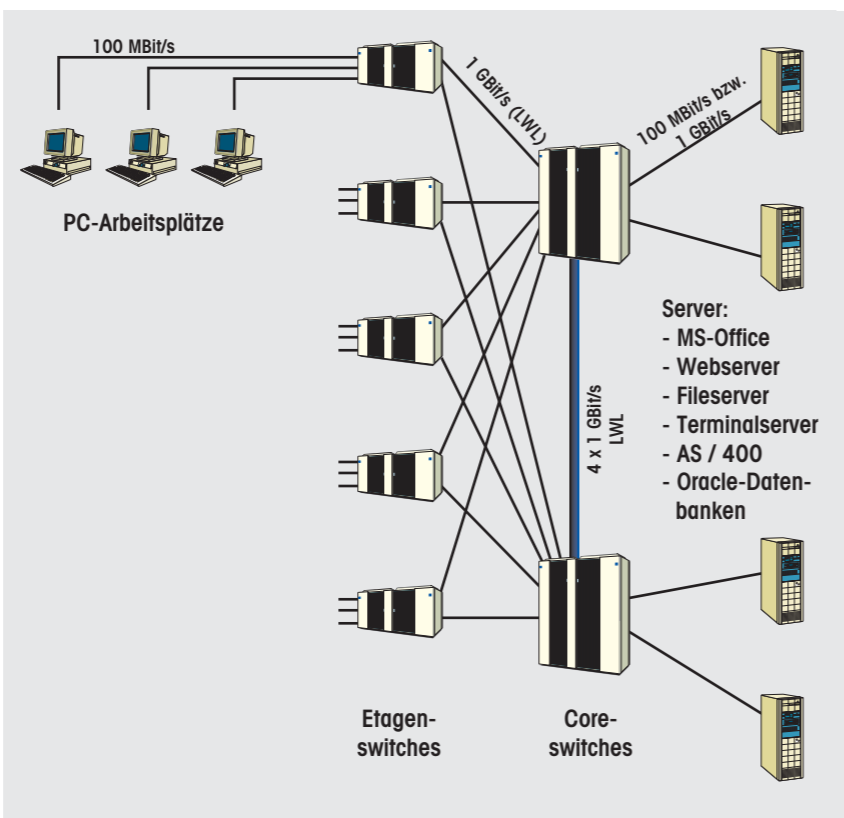 100 MBit/s
1 GBit/s (LWL)
100 MBit/s bzw.
1 GBit/s
PC-Arbeitsplätze
Server:
- MS-Office
- Webserver
- Fileserver
- Terminalserver
- AS / 400
- Oracle-Daten-
banken
4 x 1 GBit/s
LWL
Etagen-
switches
Core-
switches